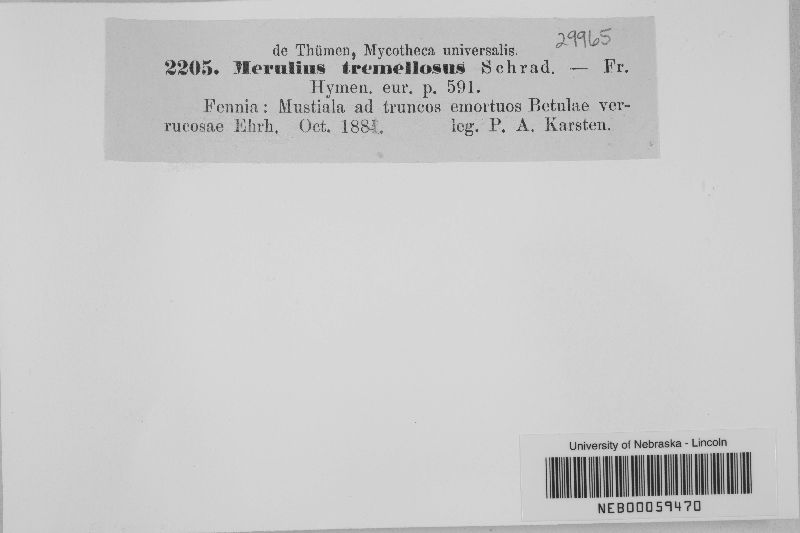 de Thümen, Mycotheca universalis.
29965
2205. Merulius tremellosus Schrad. — Fr.
Hymen. eur. p. 591.
Fennia: Mustiala ad truncos emortuos Betulae ver-
rucosae Ehrh. Oct. 1881. leg. P. A. Karsten.
University of Nebraska - Lincoln
NEB00059470